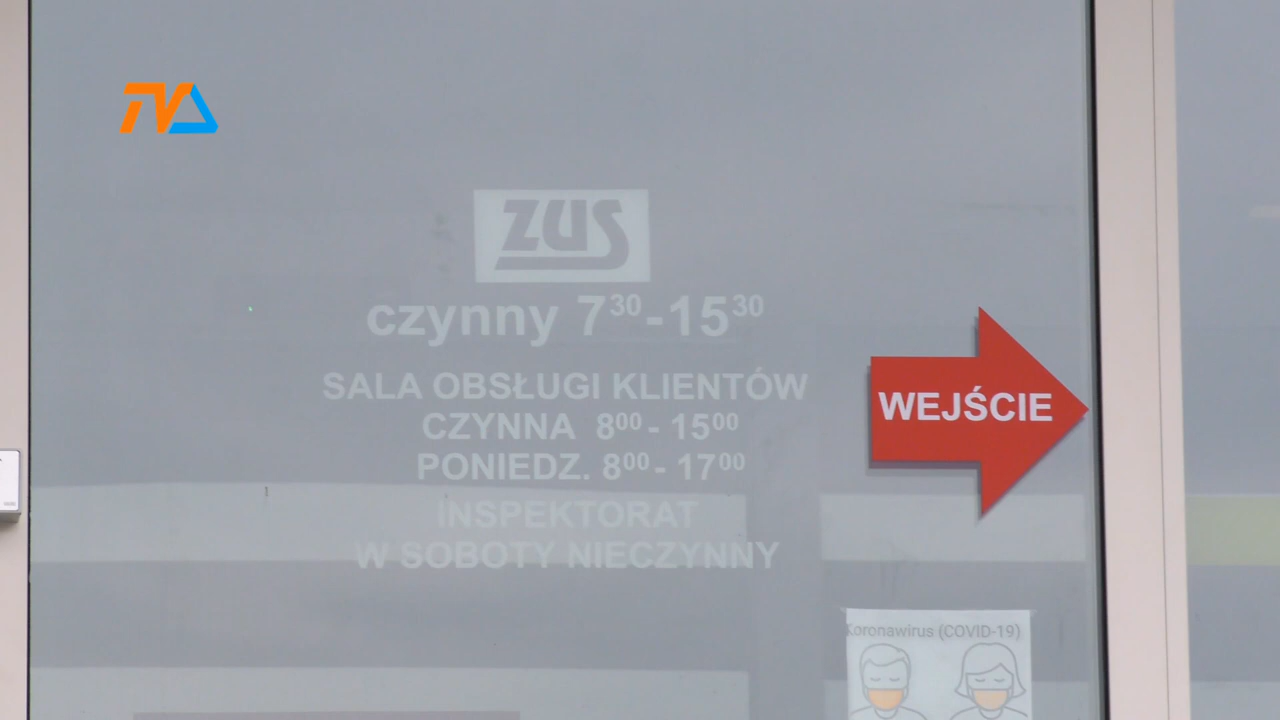 TVA
ZUS
czynny 7³⁰-15³⁰
SALA OBSŁUGI KLIENTÓW
CZYNNA 8⁰⁰- 15⁰⁰
PONIEDZ. 8⁰⁰- 17⁰⁰
INSPEKTORAT
W SOBOTY NIECZYNNY
WEJŚCIE
Koronawirus (COVID-19)